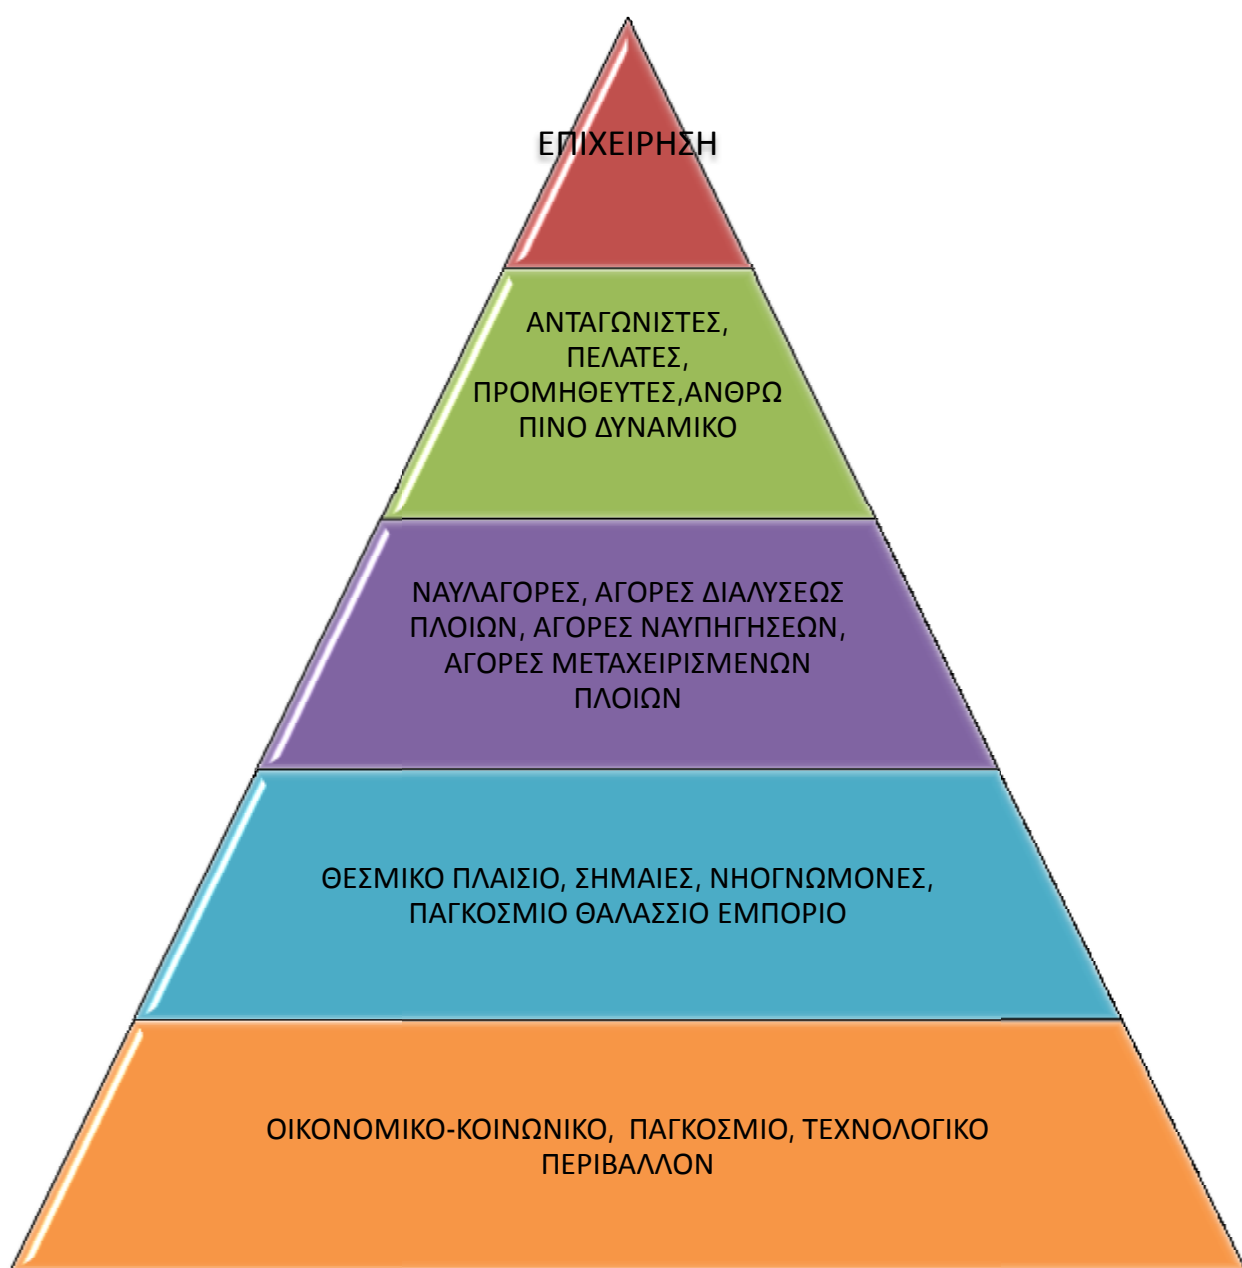 ΕΠΙΧΕΙΡΗΣΗ
ΑΝΤΑΓΩΝΙΣΤΕΣ,
ΠΕΛΑΤΕΣ,
ΠΡΟΜΗΘΕΥΤΕΣ,ΑΝΘΡΩ
ΠΙΝΟ ΔΥΝΑΜΙΚΟ
ΝΑΥΛΑΓΟΡΕΣ, ΑΓΟΡΕΣ ΔΙΑΛΥΣΕΩΣ
ΠΛΟΙΩΝ, ΑΓΟΡΕΣ ΝΑΥΠΗΓΗΣΕΩΝ,
ΑΓΟΡΕΣ ΜΕΤΑΧΕΙΡΙΣΜΕΝΩΝ
ΠΛΟΙΩΝ
ΘΕΣΜΙΚΟ ΠΛΑΙΣΙΟ, ΣΗΜΑΙΕΣ, ΝΗΟΓΝΩΜΟΝΕΣ,
ΠΑΓΚΟΣΜΙΟ ΘΑΛΑΣΣΙΟ ΕΜΠΟΡΙΟ
ΟΙΚΟΝΟΜΙΚΟ-ΚΟΙΝΩΝΙΚΟ,  ΠΑΓΚΟΣΜΙΟ, ΤΕΧΝΟΛΟΓΙΚΟ
ΠΕΡΙΒΑΛΛΟΝ